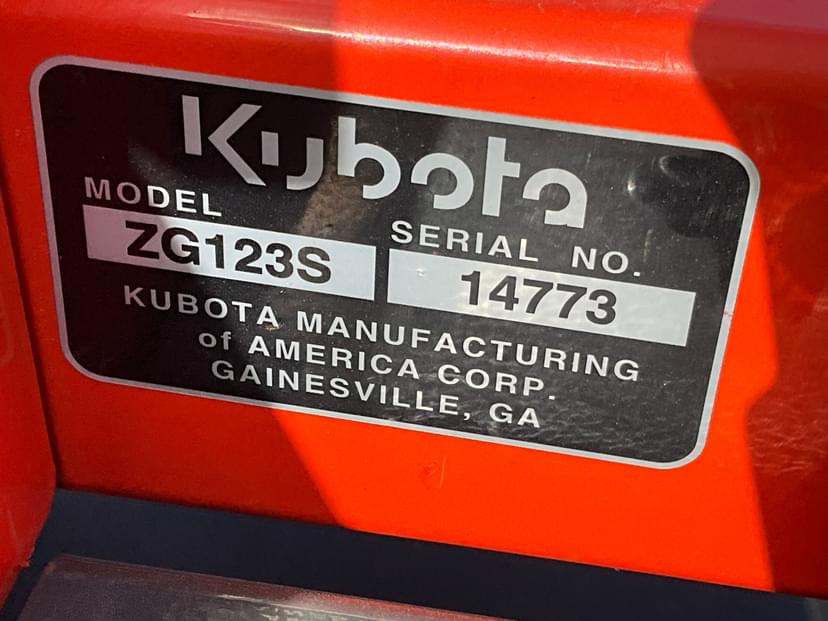 Kubota
MODEL
ZG123S
SERIAL NO.
14773
KUBOTA MANUFACTURING
of AMERICA CORP.
GAINESVILLE, GA